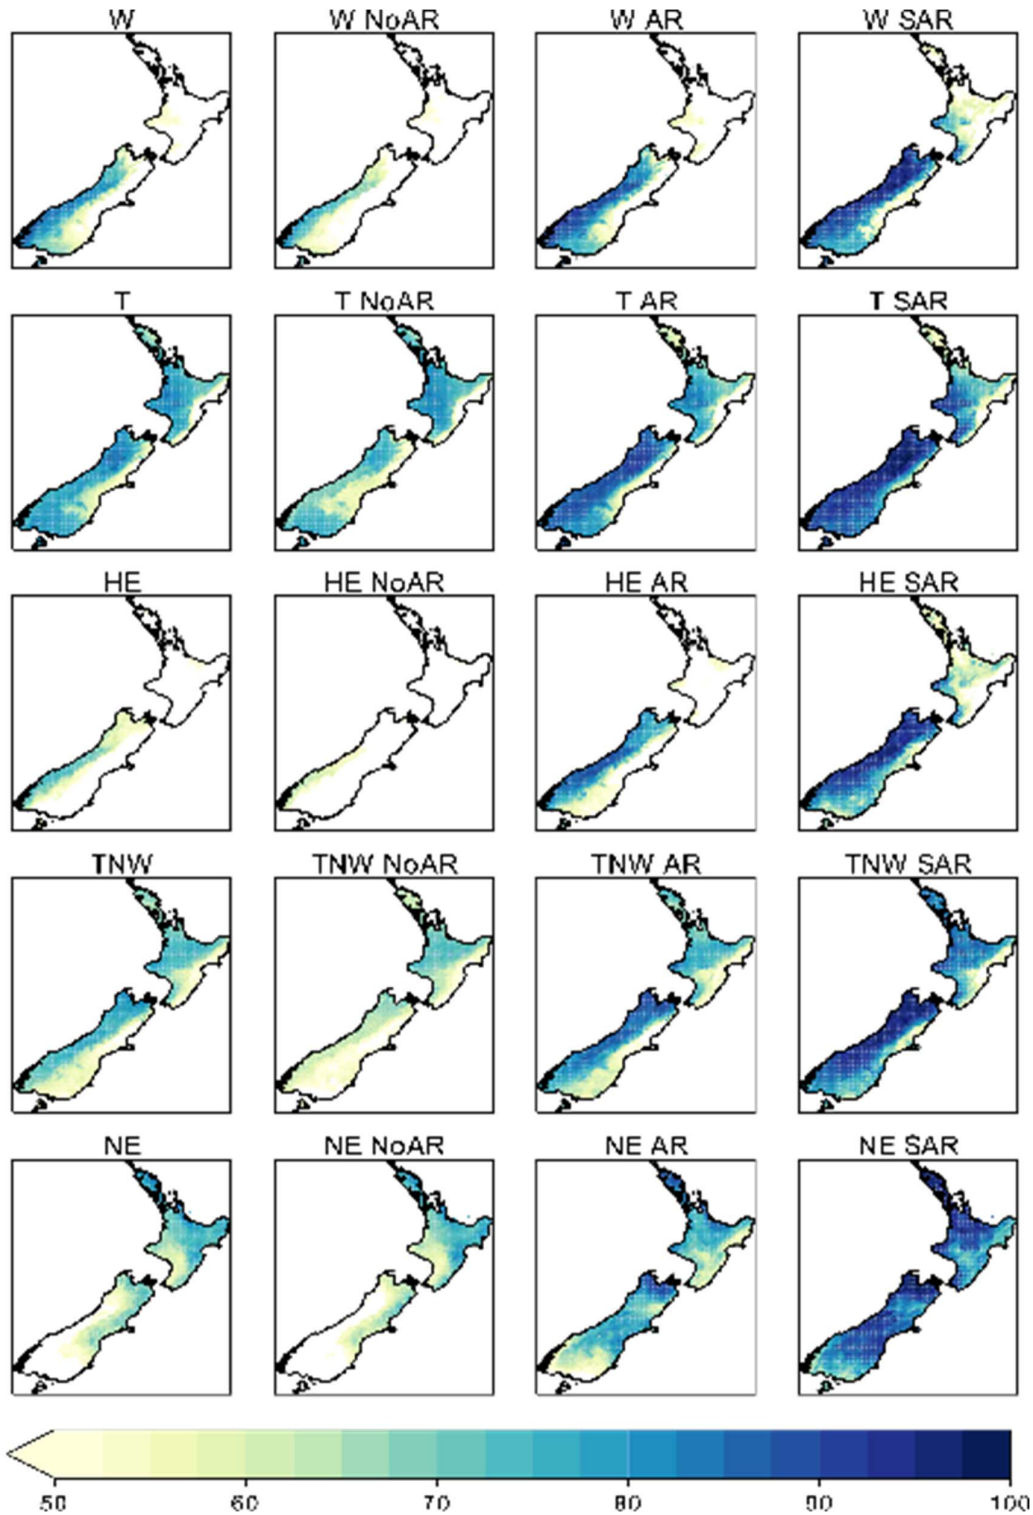 W W NoAR W AR W SAR
T T NoAR T AR T SAR
HE HE NoAR HE AR HE SAR
TNW TNW NoAR TNW AR TNW SAR
NE NE NoAR NE AR NE SAR
50 60 70 80 90 100